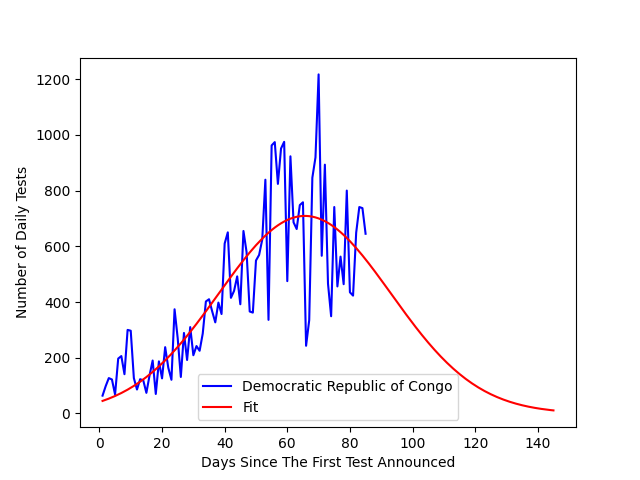 1200
1000
800
600
400
200
0
Number of Daily Tests
0 20 40 60 80 100 120 140
Days Since The First Test Announced
Democratic Republic of Congo
Fit